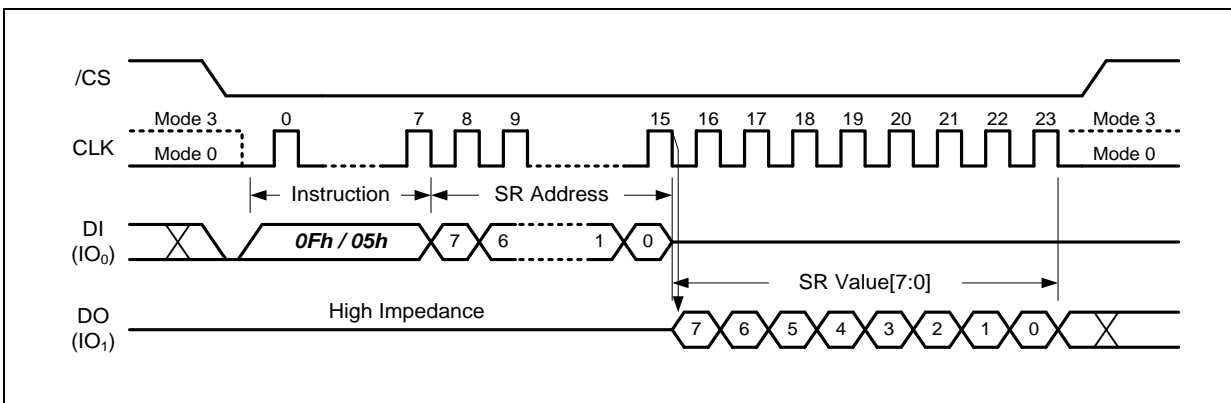 /CS
Mode 3 0 7 8 9 15 16 17 18 19 20 21 22 23 Mode 3
CLK
Mode 0 Mode 0
Instruction SR Address
DI
(IO₀)
0Fh / 05h 7 6 1 0
SR Value[7:0]
High Impedance
DO
(IO₁)
7 6 5 4 3 2 1 0